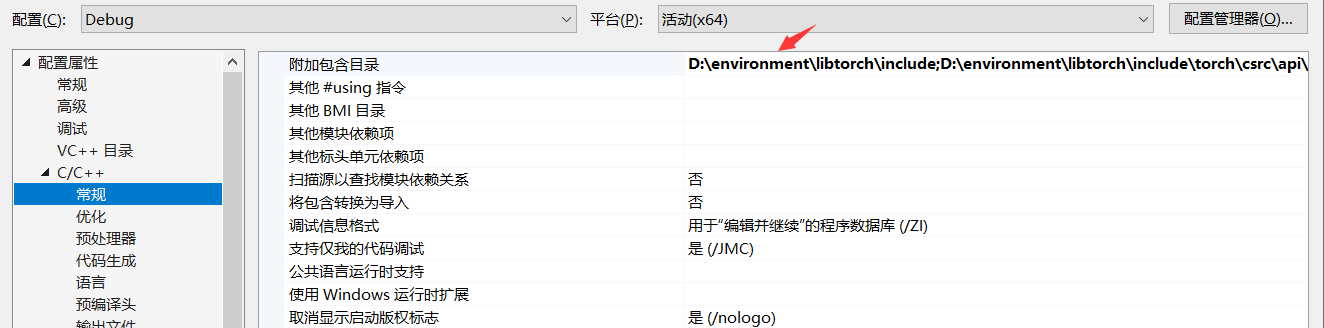 配置(C): Debug 平台(P): 活动(x64) 配置管理器(O)...
配置属性
常规
高级
调试
VC++ 目录
C/C++
常规
优化
预处理器
代码生成
语言
预编译头
输出文件
附加包含目录 D:\environment\libtorch\include;D:\environment\libtorch\include\torch\csrc\api\
其他 #using 指令
其他 BMI 目录
其他模块依赖项
其他标头单元依赖项
扫描源以查找模块依赖关系 否
将包含转换为导入 否
调试信息格式 用于“编辑并继续”的程序数据库 (/ZI)
支持仅我的代码调试 是 (/JMC)
公共语言运行时支持
使用 Windows 运行时扩展
取消显示启动版权标志 是 (/nologo)